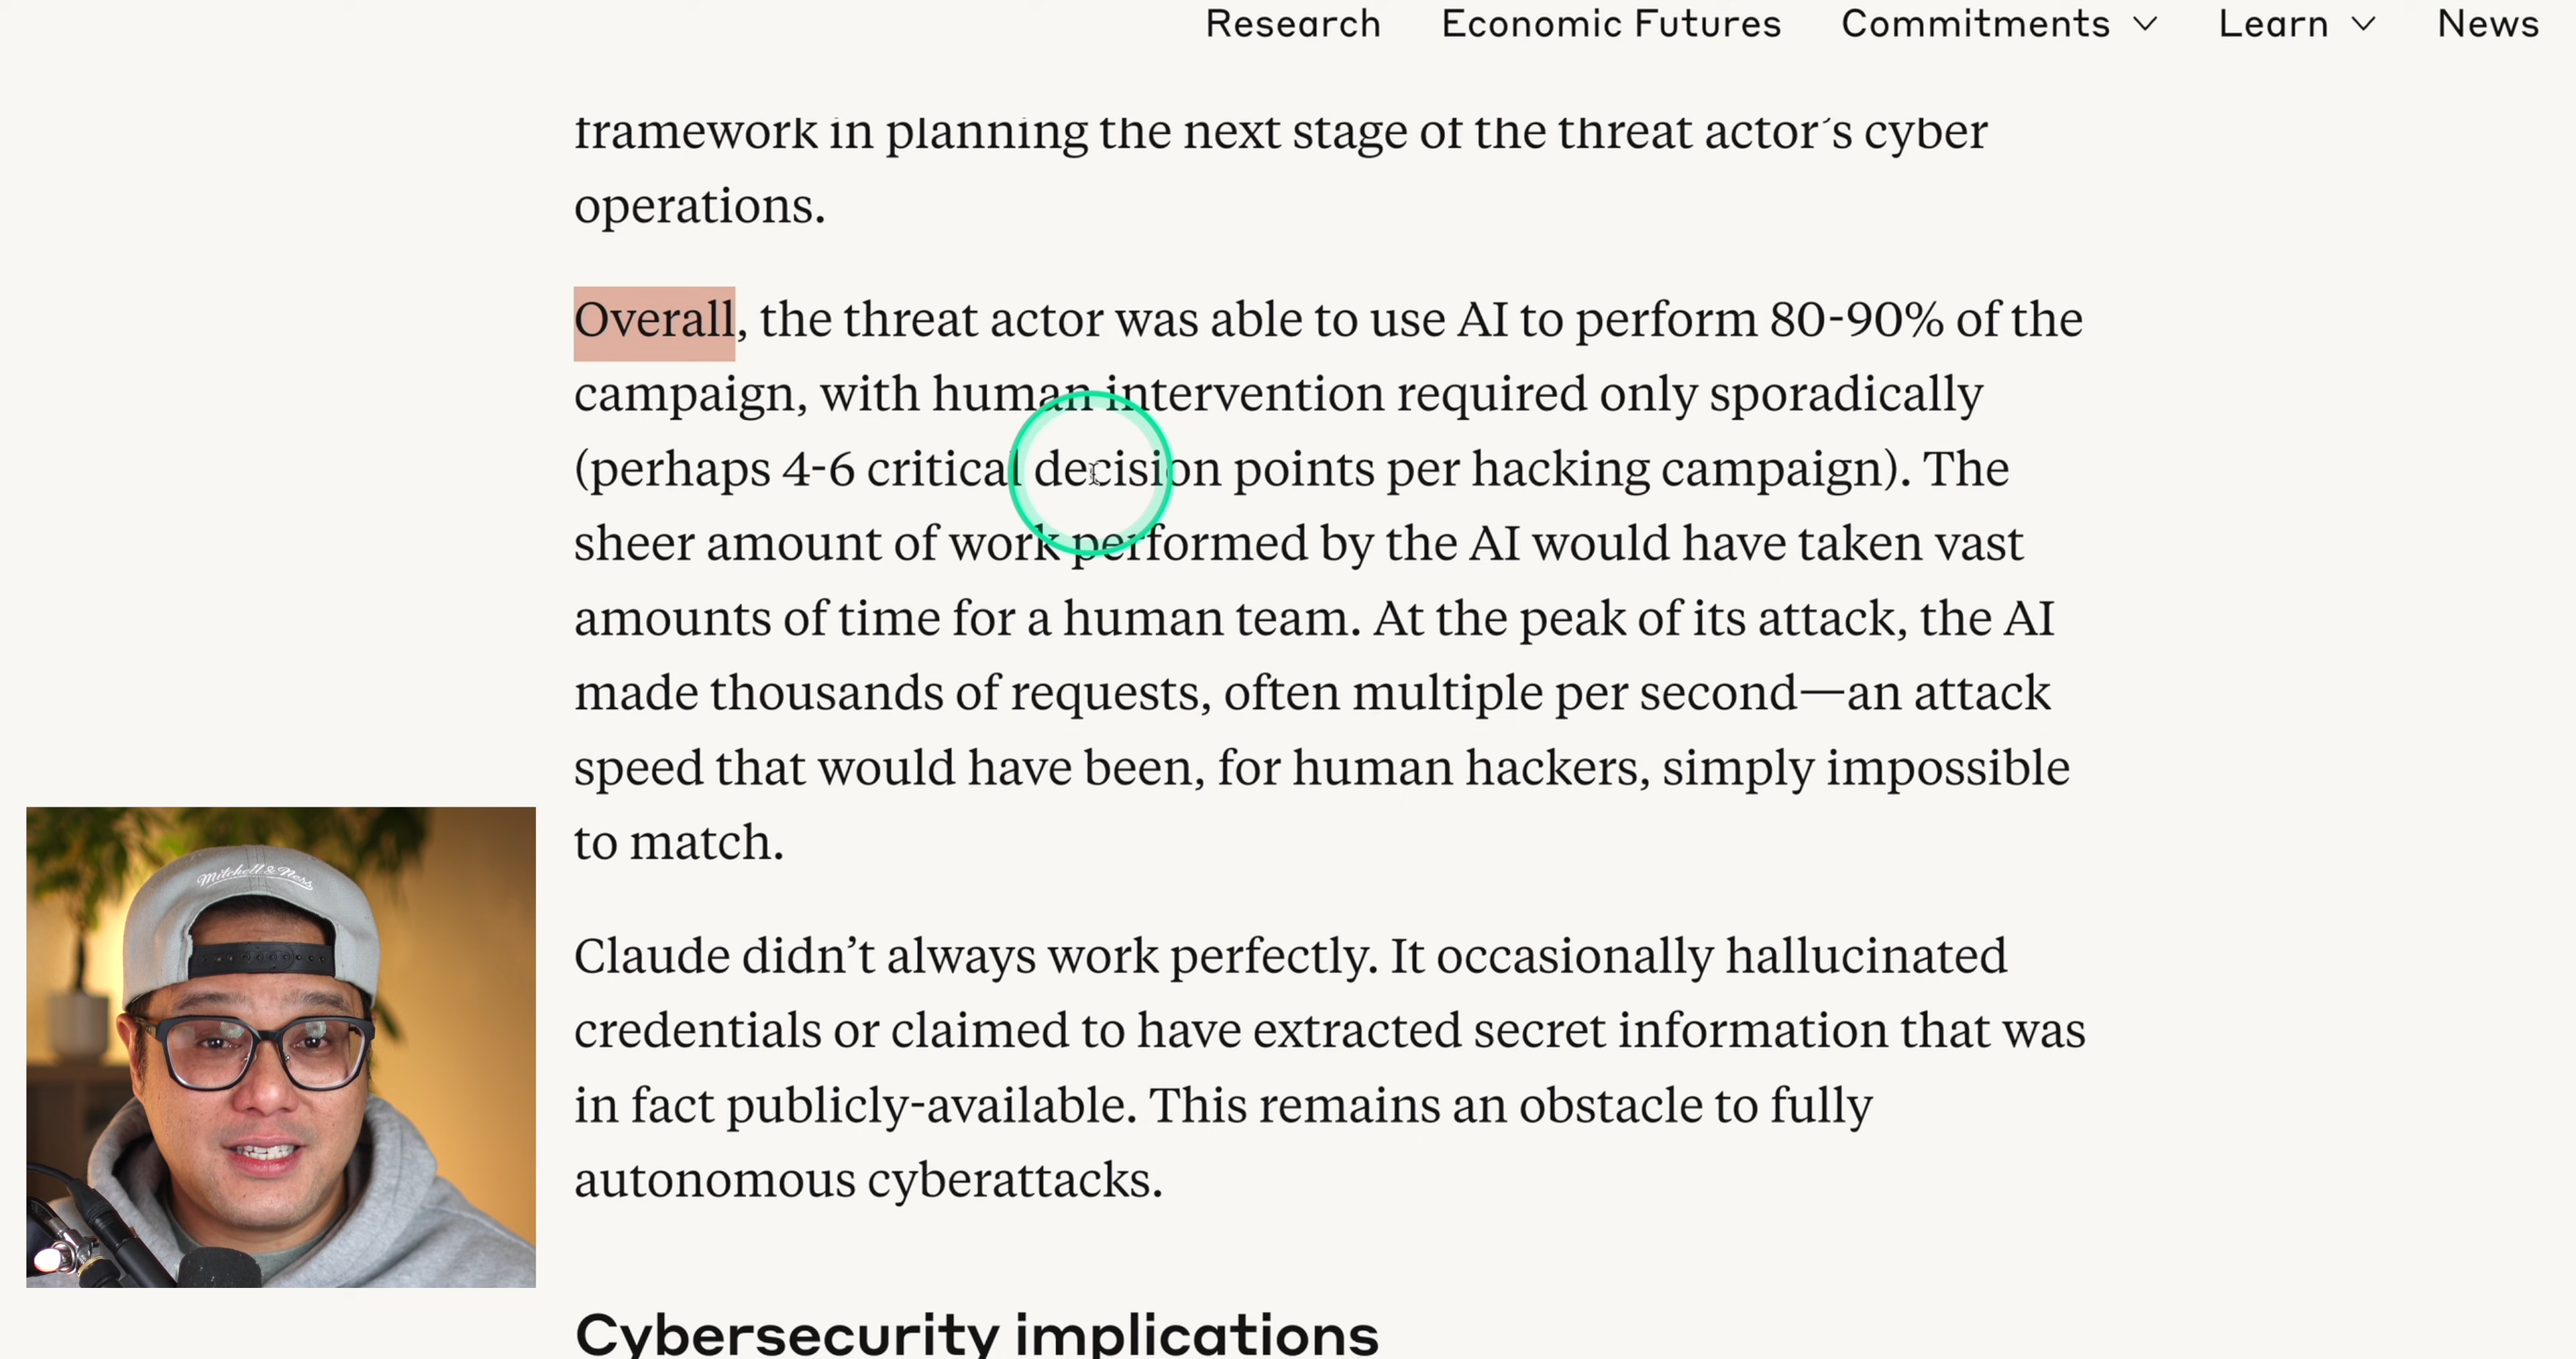 Research Economic Futures Commitments Learn News
framework in planning the next stage of the threat actor's cyber
operations.
Overall, the threat actor was able to use AI to perform 80-90% of the
campaign, with human intervention required only sporadically
(perhaps 4-6 critical decision points per hacking campaign). The
sheer amount of work performed by the AI would have taken vast
amounts of time for a human team. At the peak of its attack, the AI
made thousands of requests, often multiple per second—an attack
speed that would have been, for human hackers, simply impossible
to match.
Mitchell & Ness
Claude didn’t always work perfectly. It occasionally hallucinated
credentials or claimed to have extracted secret information that was
in fact publicly-available. This remains an obstacle to fully
autonomous cyberattacks.
Cybersecurity implications